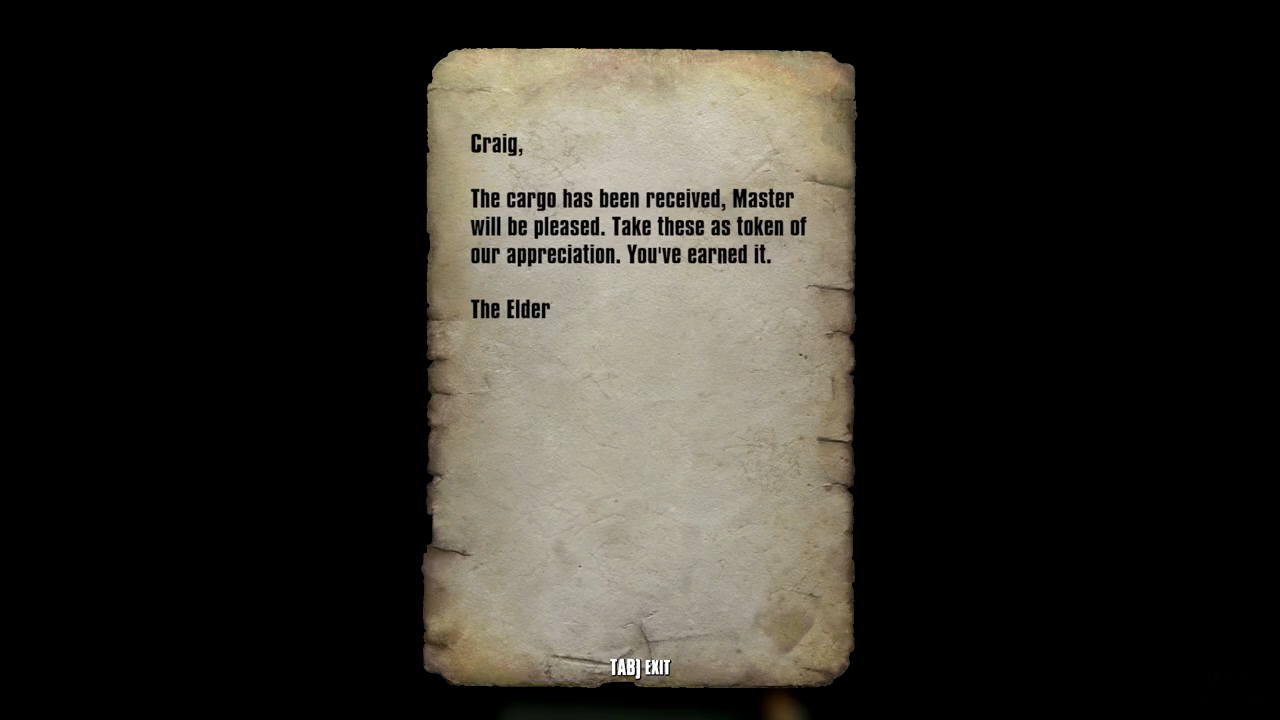 Craig,
The cargo has been received, Master
will be pleased. Take these as token of
our appreciation. You've earned it.
The Elder
TAB] EXIT